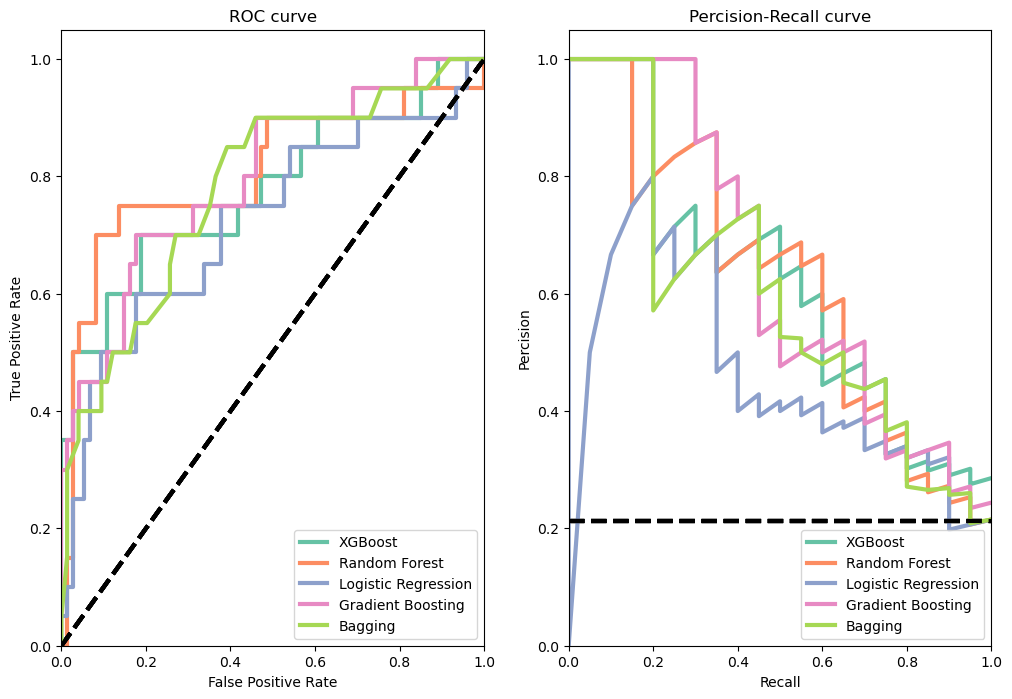 ROC curve
True Positive Rate
1.0
0.8
0.6
0.4
0.2
0.0
0.0 0.2 0.4 0.6 0.8 1.0
False Positive Rate
XGBoost
Random Forest
Logistic Regression
Gradient Boosting
Bagging
Percision-Recall curve
Percision
1.0
0.8
0.6
0.4
0.2
0.0
0.0 0.2 0.4 0.6 0.8 1.0
Recall
XGBoost
Random Forest
Logistic Regression
Gradient Boosting
Bagging